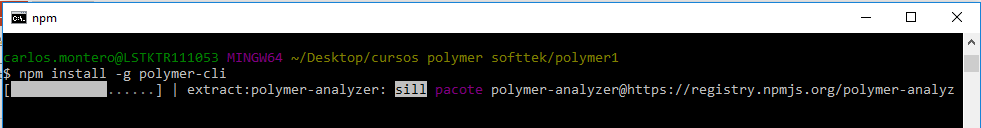 C:\. npm
carlos.montero@LSTKTR111053 MINGW64 ~/Desktop/cursos polymer softtek/polymer1
$ npm install -g polymer-cli
[ ......] | extract:polymer-analyzer: sill pacote polymer-analyzer@https://registry.npmjs.org/polymer-analyz